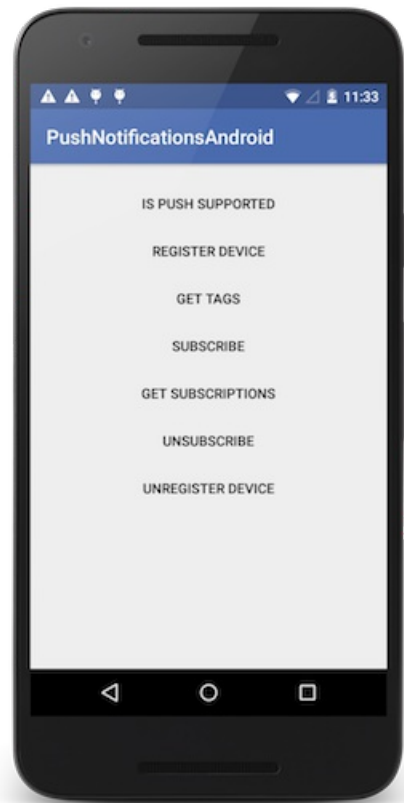 11:33
PushNotificationsAndroid
IS PUSH SUPPORTED
REGISTER DEVICE
GET TAGS
SUBSCRIBE
GET SUBSCRIPTIONS
UNSUBSCRIBE
UNREGISTER DEVICE